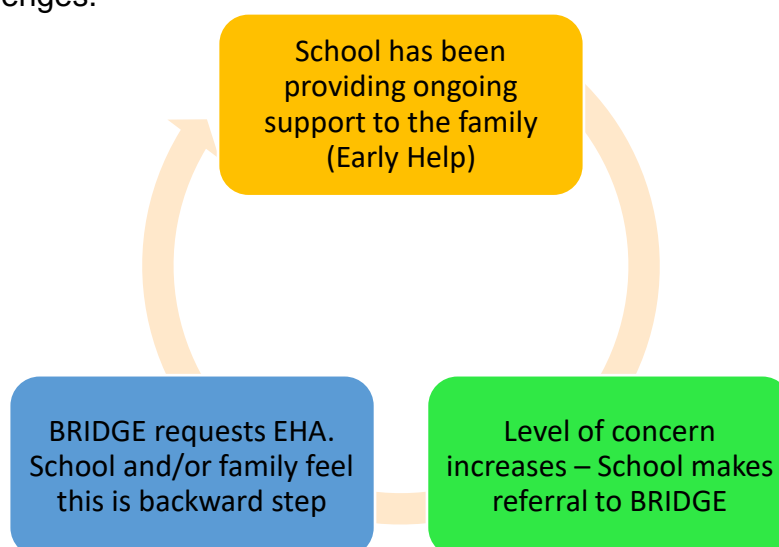 enges.
School has been
providing ongoing
support to the family
(Early Help)
BRIDGE requests EHA.
School and/or family feel
this is backward step
Level of concern
increases – School makes
referral to BRIDGE